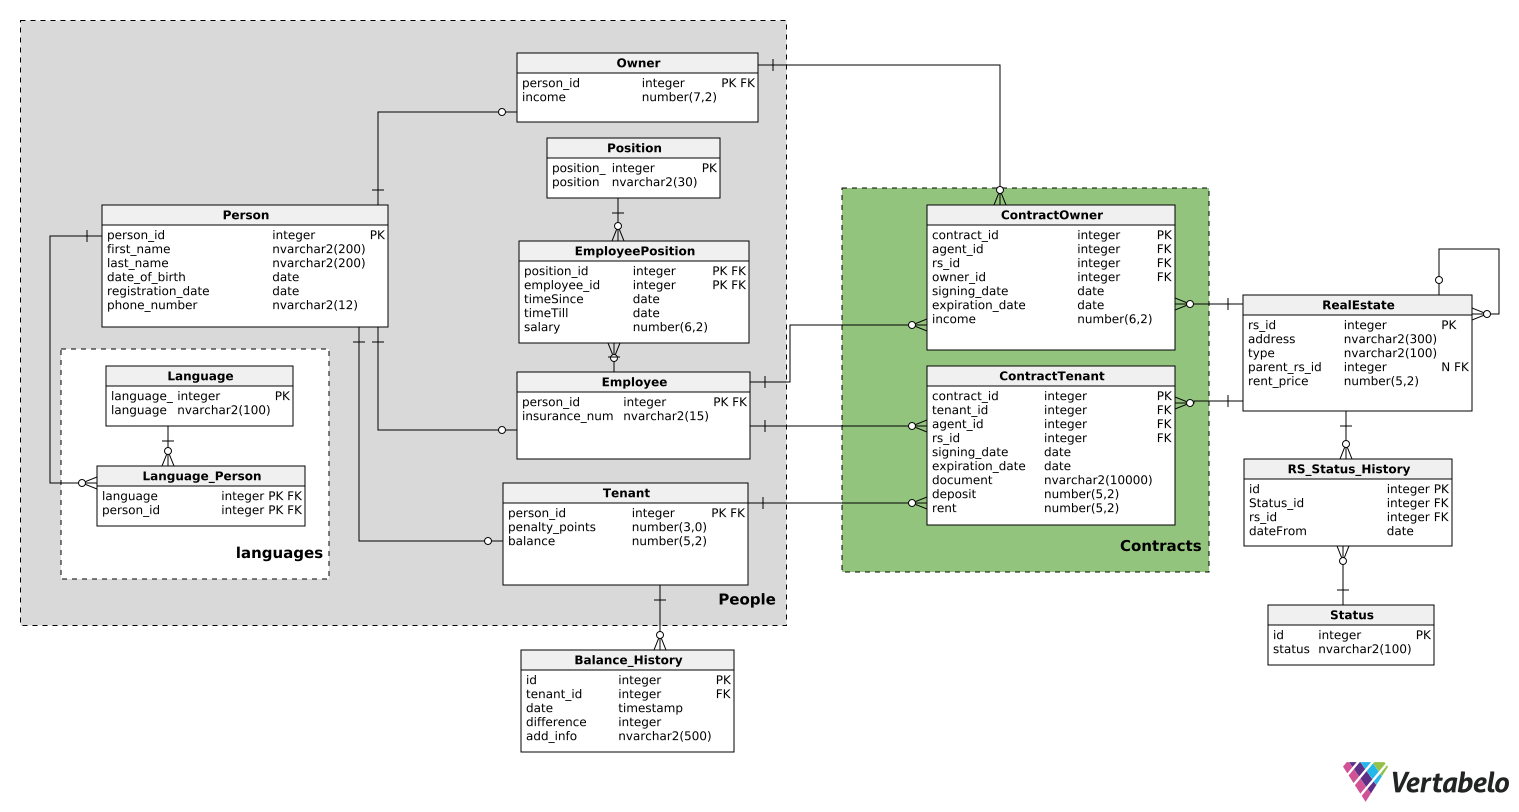 Owner
person_id integer PK FK
income number(7,2)
Position
position_ integer PK
position nvarchar2(30)
Person
person_id integer PK
first_name nvarchar2(200)
last_name nvarchar2(200)
date_of_birth date
registration_date date
phone_number nvarchar2(12)
EmployeePosition
position_id integer PK FK
employee_id integer PK FK
timeSince date
timeTill date
salary number(6,2)
Language
language_ integer PK
language nvarchar2(100)
Employee
person_id integer PK FK
insurance_num nvarchar2(15)
Language_Person
language integer PK FK
person_id integer PK FK
languages
Tenant
person_id integer PK FK
penalty_points number(3,0)
balance number(5,2)
People
Balance_History
id integer PK
tenant_id integer FK
date timestamp
difference integer
add_info nvarchar2(500)
ContractOwner
contract_id integer PK
agent_id integer FK
rs_id integer FK
owner_id integer FK
signing_date date
expiration_date date
income number(6,2)
ContractTenant
contract_id integer PK
tenant_id integer FK
agent_id integer FK
rs_id integer FK
signing_date date
expiration_date date
document nvarchar2(10000)
deposit number(5,2)
rent number(5,2)
Contracts
RealEstate
rs_id integer PK
address nvarchar2(300)
type nvarchar2(100)
parent_rs_id integer N FK
rent_price number(5,2)
RS_Status_History
id integer PK
Status_id integer FK
rs_id integer FK
dateFrom date
Status
id integer PK
status nvarchar2(100)
Vertabelo